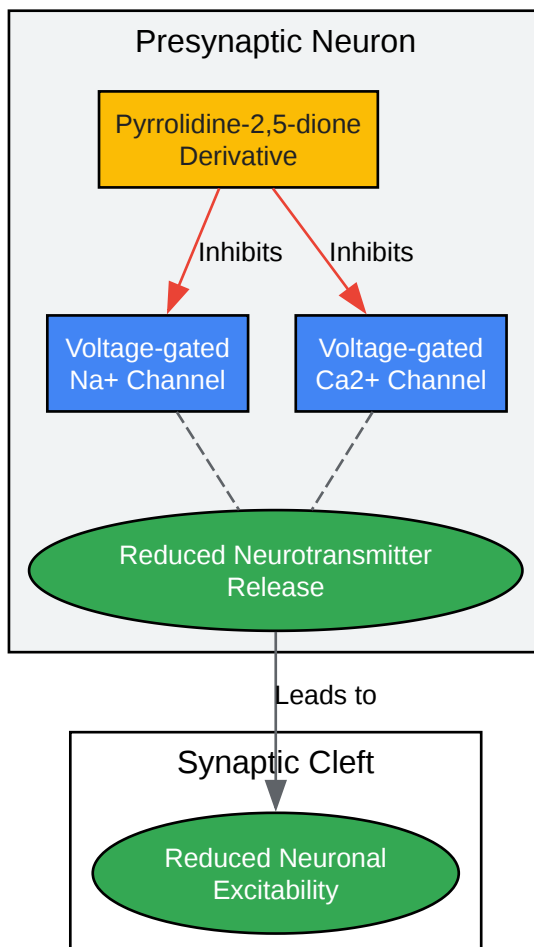 Presynaptic Neuron
Pyrrolidine-2,5-dione
Derivative
Inhibits
Inhibits
Voltage-gated
Na+ Channel
Voltage-gated
Ca2+ Channel
Reduced Neurotransmitter
Release
Leads to
Synaptic Cleft
Reduced Neuronal
Excitability